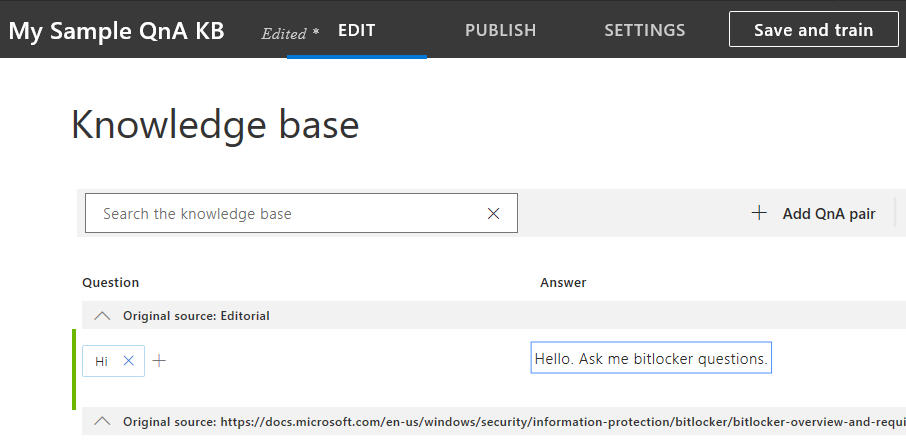 My Sample QnA KB Edited * EDIT PUBLISH SETTINGS Save and train
Knowledge base
Search the knowledge base Add QnA pair
Question Answer
Original source: Editorial
Hi Hello. Ask me bitlocker questions.
Original source: https://docs.microsoft.com/en-us/windows/security/information-protection/bitlocker/bitlocker-overview-and-requi